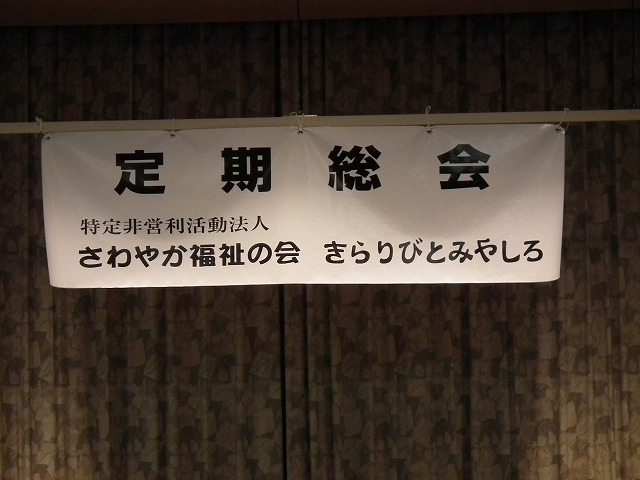 定期総会
特定非営利活動法人
さわやか福祉の会 きらりびとみやしろ